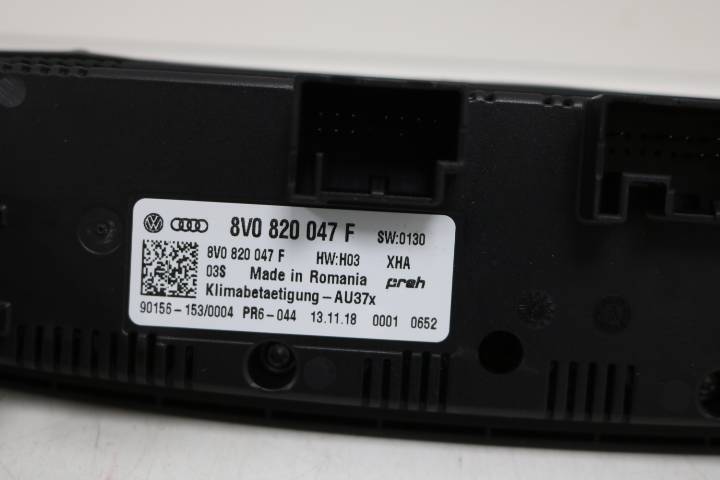 8V0 820 047 F SW:0130
8V0 820 047 F HW:H03 XHA
03S Made in Romania preh
Klimabetaetigung-AU37x
90156-153/0004 PR6-044 13.11.18 0001 0652